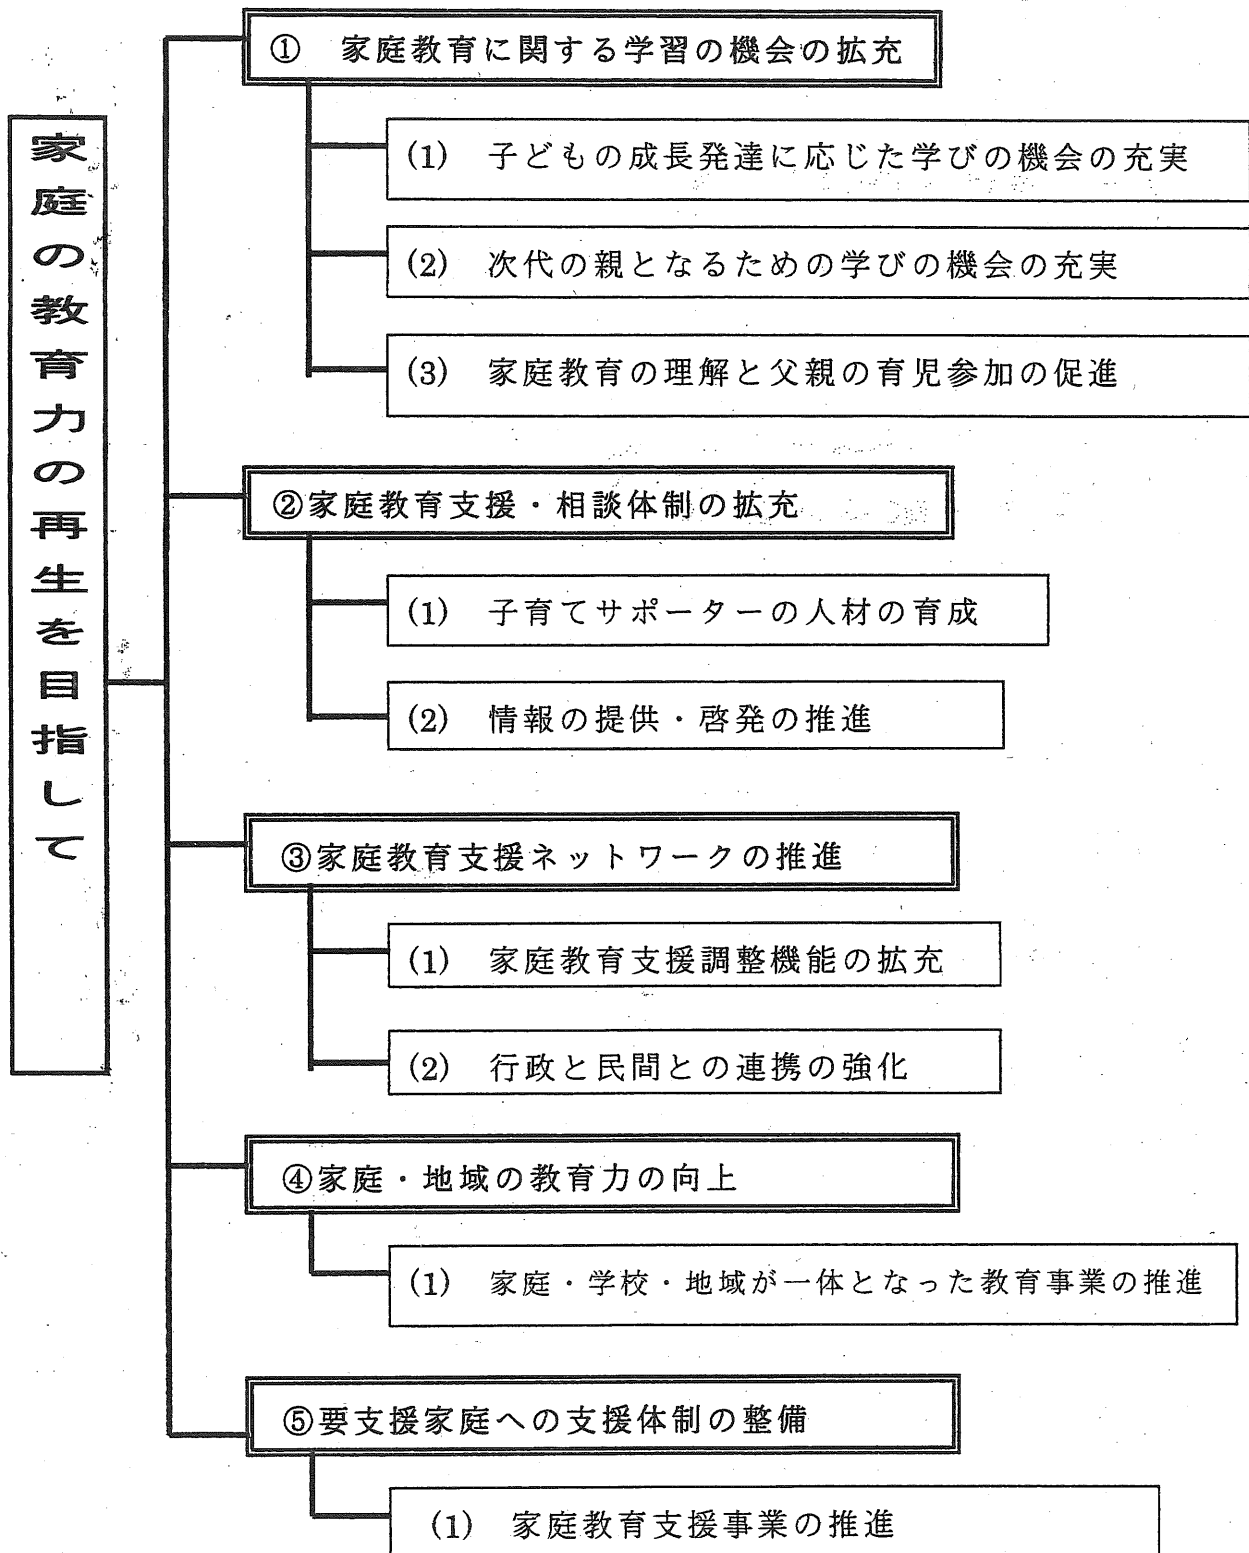 家庭の教育力の再生を目指して
① 家庭教育に関する学習の機会の拡充
(1) 子どもの成長発達に応じた学びの機会の充実
(2) 次代の親となるための学びの機会の充実
(3) 家庭教育の理解と父親の育児参加の促進
②家庭教育支援・相談体制の拡充
(1) 子育てサポーターの人材の育成
(2) 情報の提供・啓発の推進
③家庭教育支援ネットワークの推進
(1) 家庭教育支援調整機能の拡充
(2) 行政と民間との連携の強化
④家庭・地域の教育力の向上
(1) 家庭・学校・地域が一体となった教育事業の推進
⑤要支援家庭への支援体制の整備
(1) 家庭教育支援事業の推進